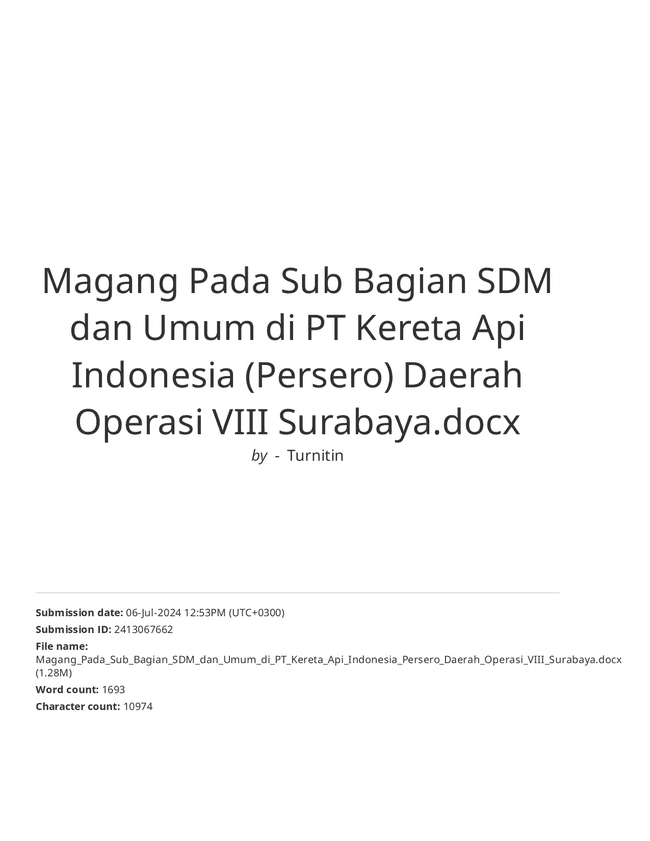 Magang Pada Sub Bagian SDM
dan Umum di PT Kereta Api
Indonesia (Persero) Daerah
Operasi VIII Surabaya.docx
by - Turnitin
Submission date: 06-Jul-2024 12:53PM (UTC+0300)
Submission ID: 2413067662
File name:
Magang_Pada_Sub_Bagian_SDM_dan_Umum_di_PT_Kereta_Api_Indonesia_Persero_Daerah_Operasi_VIII_Surabaya.docx
(1.28M)
Word count: 1693
Character count: 10974